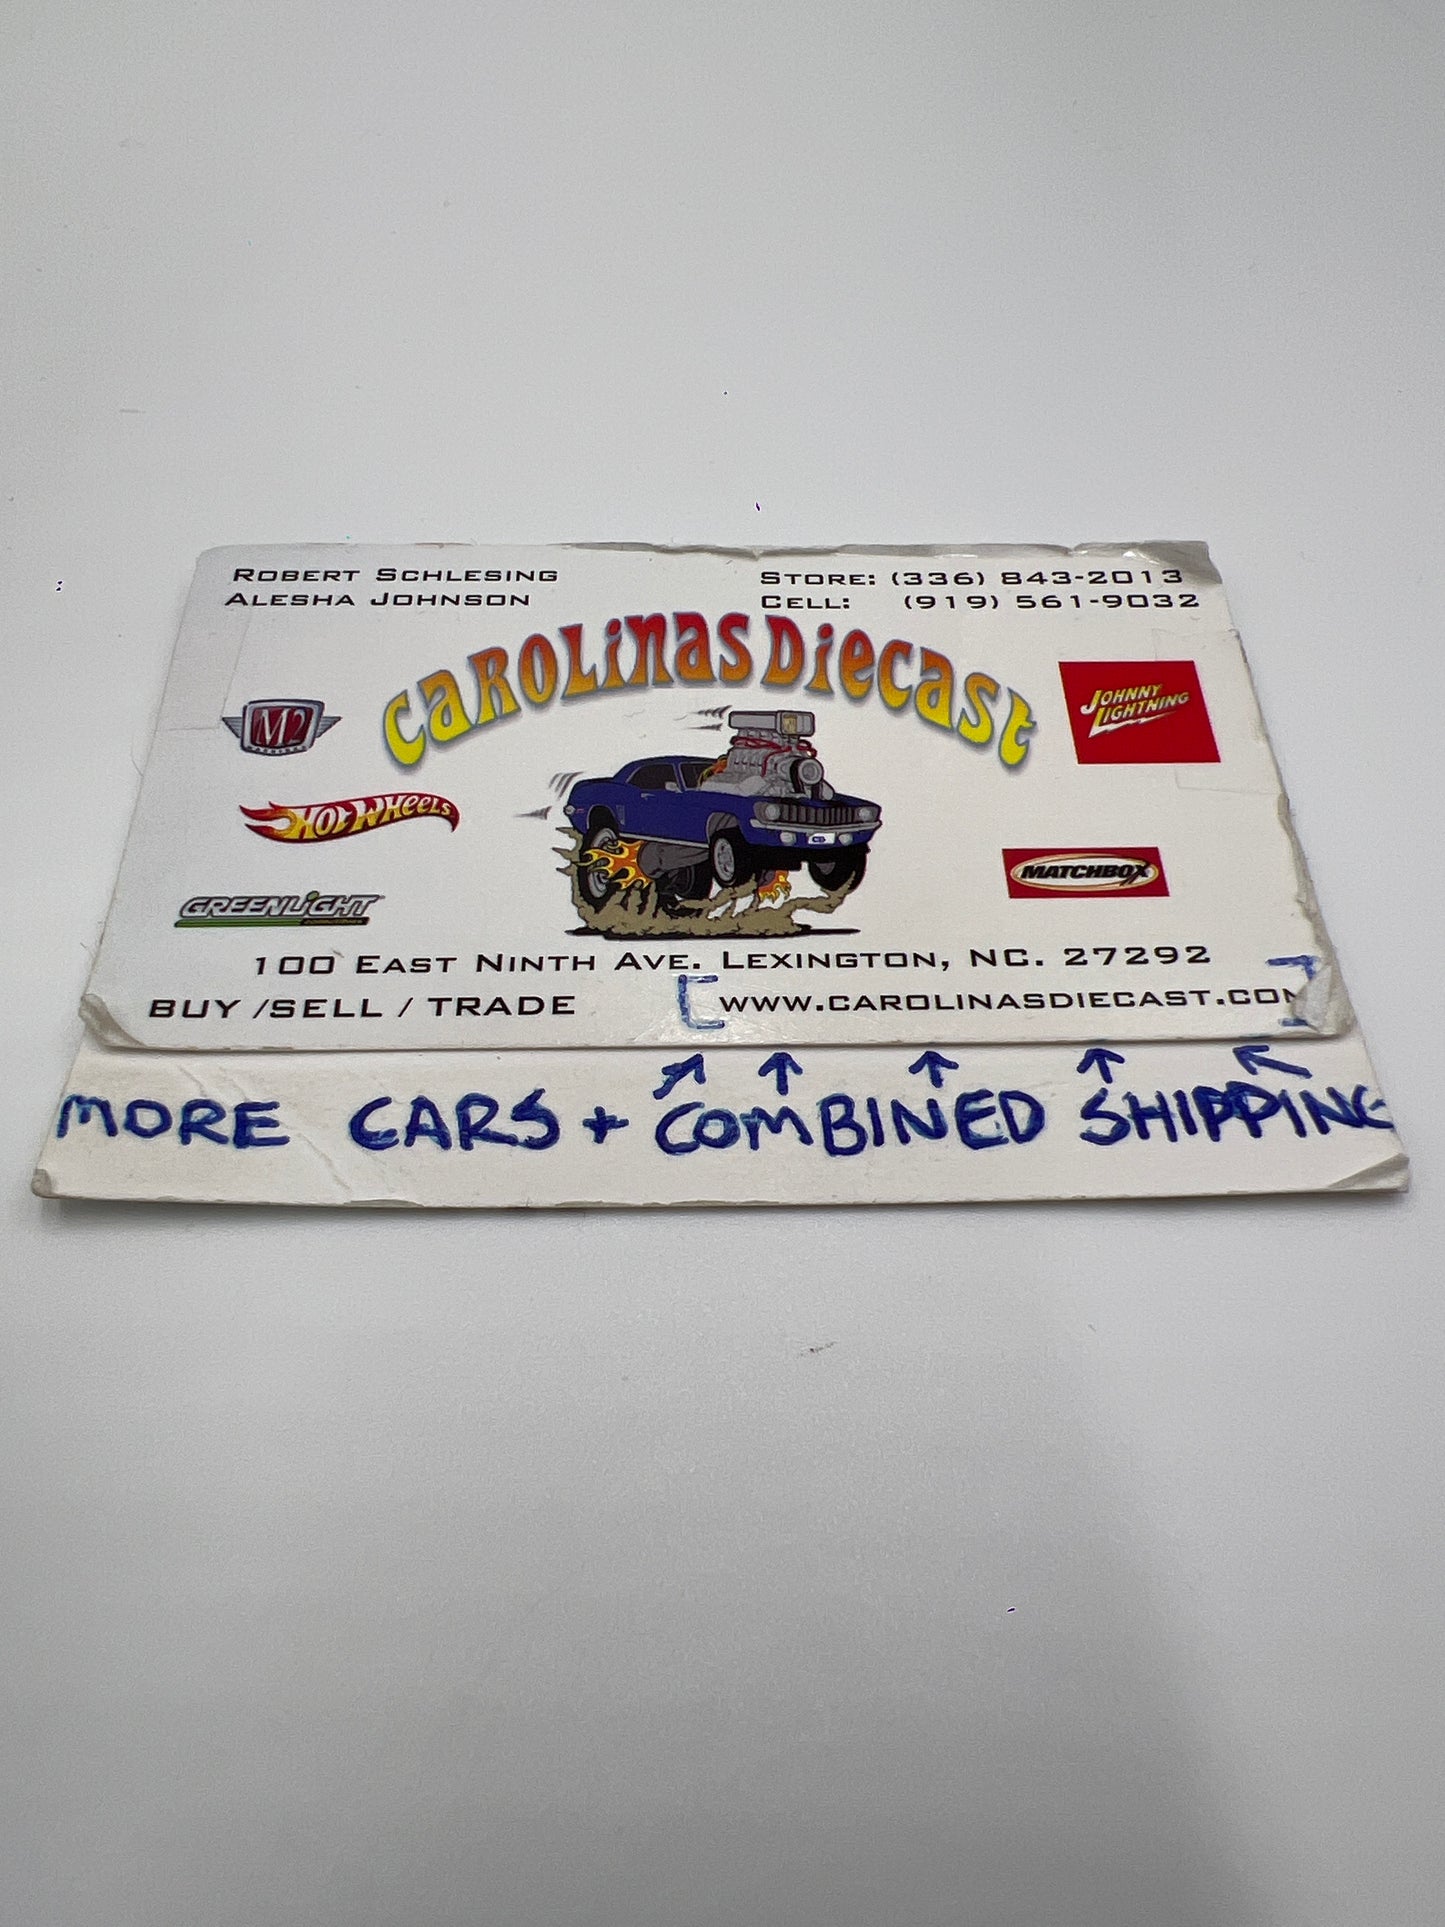 ROBERT SCHLESING
ALESHA JOHNSON
STORE: (336) 843-2013
CELL: (919) 561-9032
CAROLINAS DIECAST
M2
JOHNNY LIGHTNING
HOT WHEELS
MATCHBOX
GREENLIGHT
100 EAST NINTH AVE. LEXINGTON, NC. 27292
BUY /SELL / TRADE [ WWW.CAROLINASDIECAST.COM ]
MORE CARS + COMBINED SHIPPING